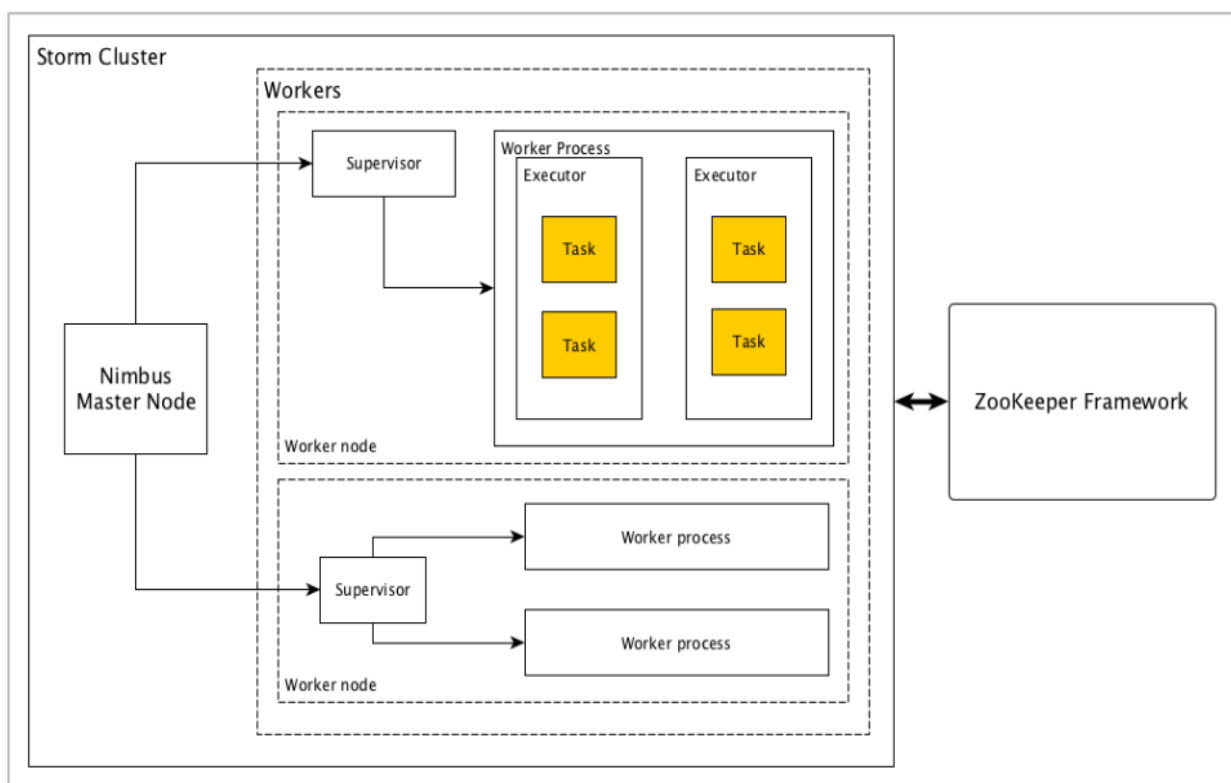 Storm Cluster
Workers
Supervisor
Worker Process
Executor
Executor
Task
Task
Task
Task
Worker node
Nimbus
Master Node
ZooKeeper Framework
Worker process
Supervisor
Worker process
Worker node